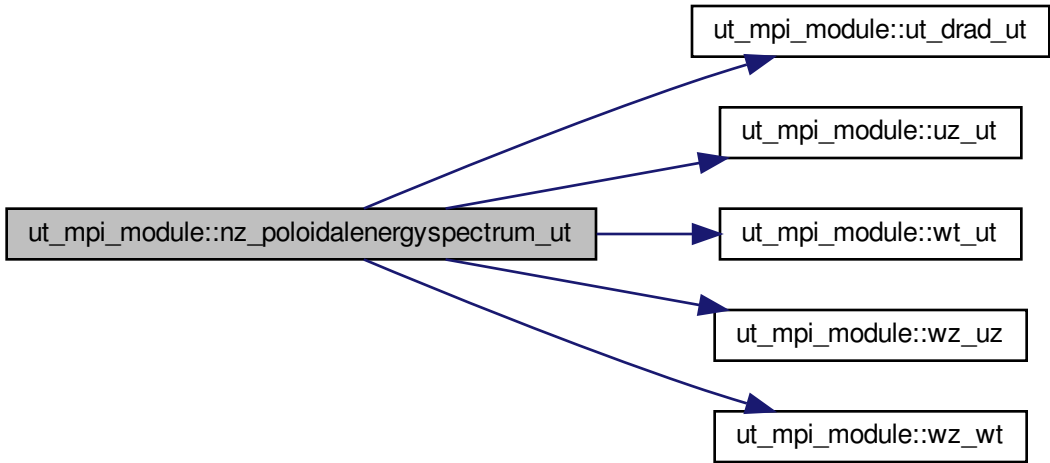 ut_mpi_module::ut_drad_ut
ut_mpi_module::uz_ut
ut_mpi_module::nz_poloidalenergyspectrum_ut
ut_mpi_module::wt_ut
ut_mpi_module::wz_uz
ut_mpi_module::wz_wt